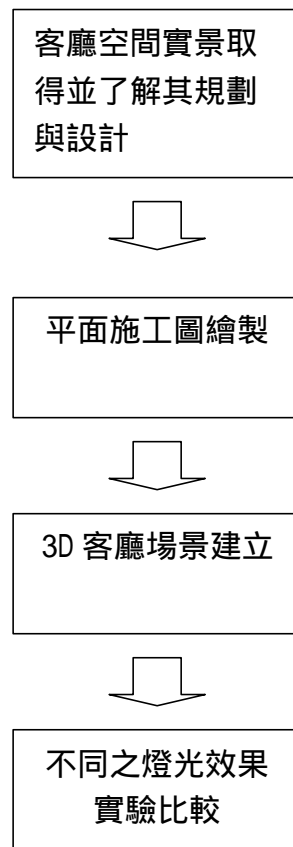 客廳空間實景取
得並了解其規劃
與設計
平面施工圖繪製
3D 客廳場景建立
不同之燈光效果
實驗比較